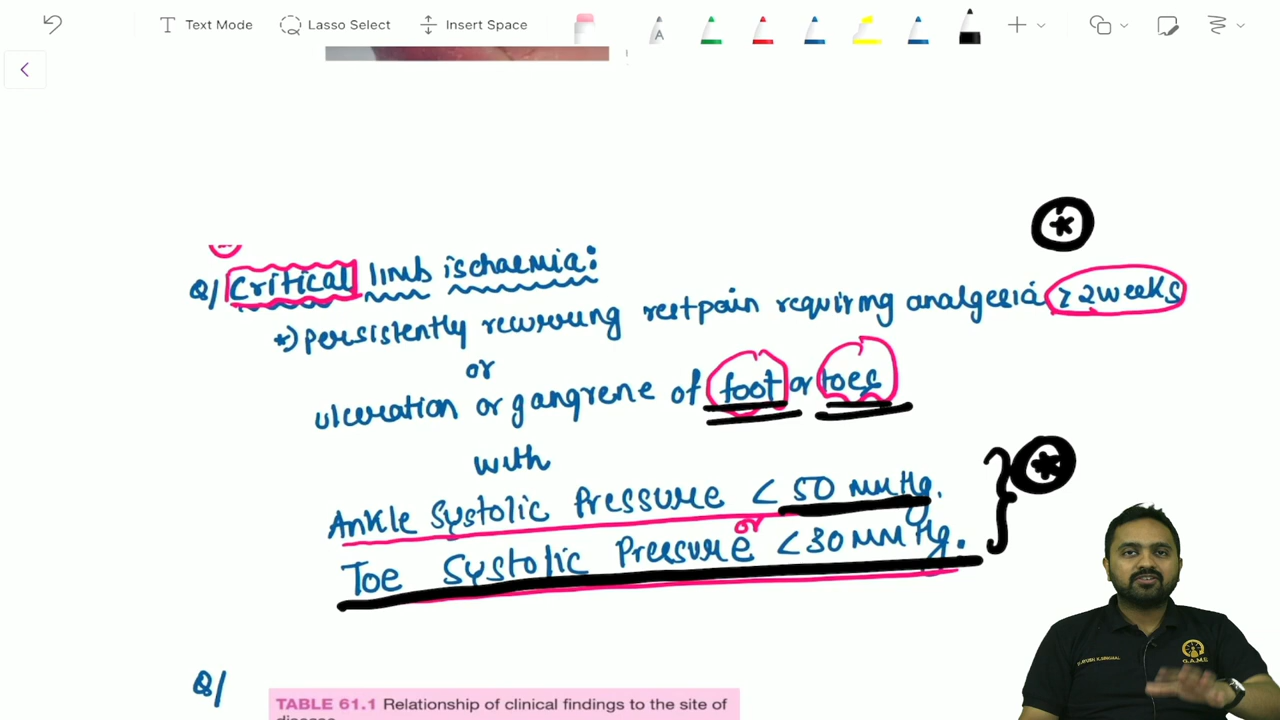 Text Mode
Lasso Select
Insert Space
A
Q/ Critical limb ischaemia:
*) Persistently recurring restpain requiring analgesia >2weeks
or
ulceration or gangrene of foot or toes
with
Ankle Systolic Pressure < 50 mmHg.
or
Toe Systolic Pressure < 30 mmHg.
Q/
TABLE 61.1 Relationship of clinical findings to the site of
disease
G.A.M.E